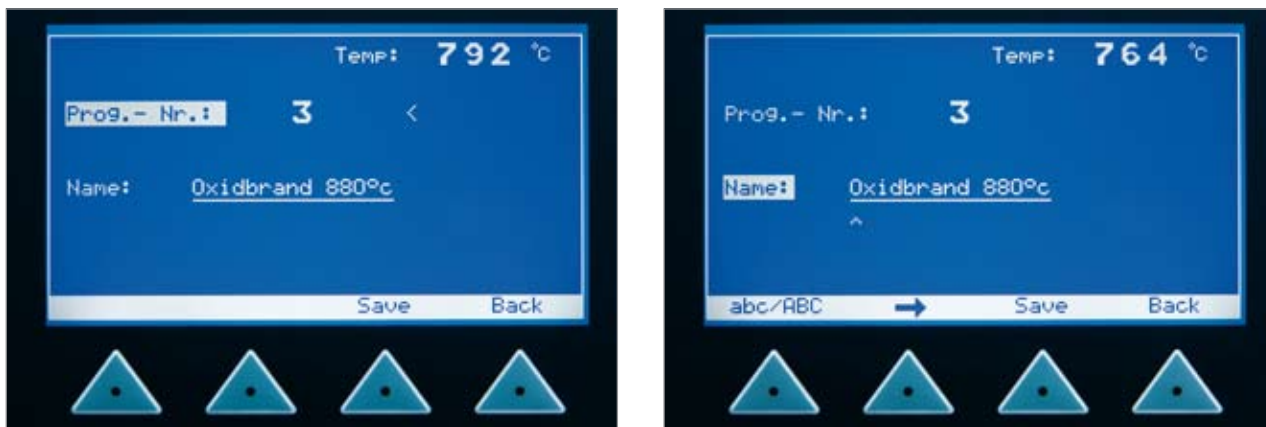 Temp: 792 °C
Prog.- Nr.: 3 <
Name: Oxidbrand 880°c
Save Back
Temp: 764 °C
Prog.- Nr.: 3
Name: Oxidbrand 880°c
^
abc/ABC → Save Back